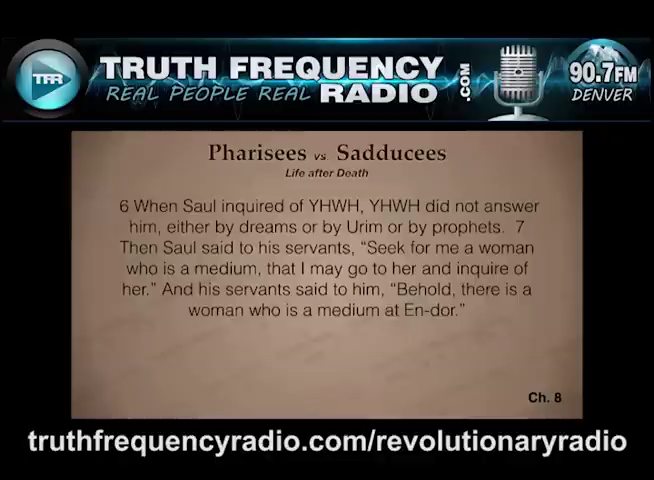 TFR
TRUTH FREQUENCY .COM
REAL PEOPLE REAL RADIO
90.7FM
DENVER
Pharisees vs Sadducees
Life after Death
6 When Saul inquired of YHWH, YHWH did not answer
him, either by dreams or by Urim or by prophets. 7
Then Saul said to his servants, “Seek for me a woman
who is a medium, that I may go to her and inquire of
her.” And his servants said to him, “Behold, there is a
woman who is a medium at En-dor.”
Ch. 8
truthfrequencyradio.com/revolutionaryradio